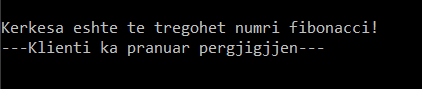 Kerkesa eshte te tregohet numri fibonacci!
---Klienti ka pranuar pergjigjjen---